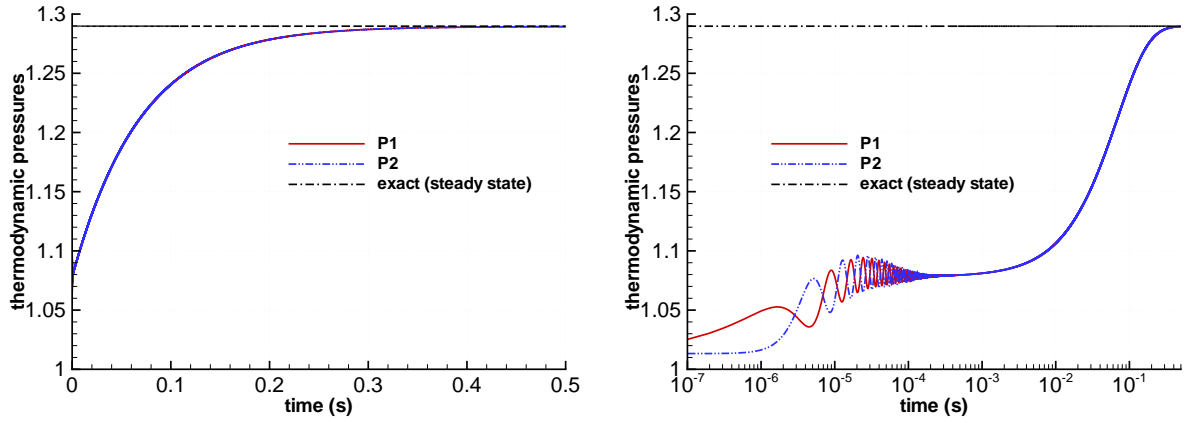 thermodynamic pressures
1.3
1.25
1.2
1.15
1.1
1.05
1
P1
P2
exact (steady state)
0 0.1 0.2 0.3 0.4 0.5
time (s)
thermodynamic pressures
1.3
1.25
1.2
1.15
1.1
1.05
1
P1
P2
exact (steady state)
10⁻⁷ 10⁻⁶ 10⁻⁵ 10⁻⁴ 10⁻³ 10⁻² 10⁻¹
time (s)